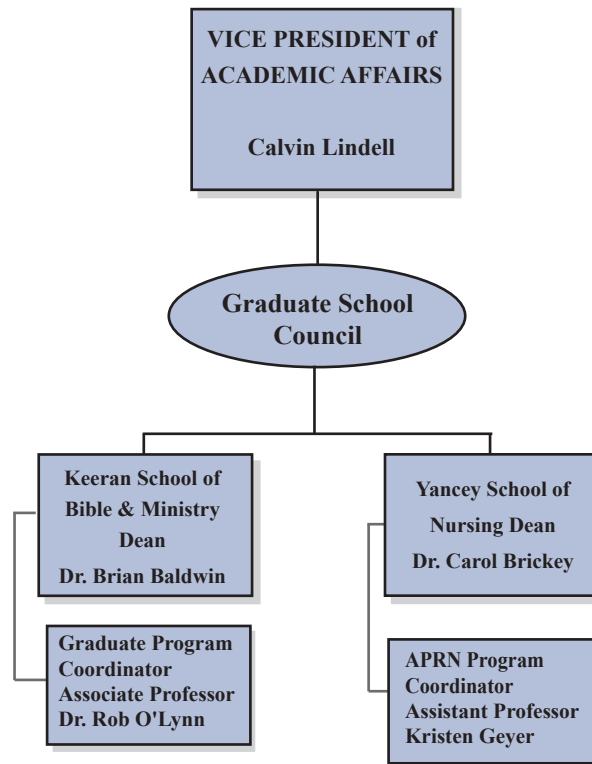 VICE PRESIDENT of
ACADEMIC AFFAIRS
Calvin Lindell
Graduate School
Council
Keeran School of
Bible & Ministry
Dean
Dr. Brian Baldwin
Yancey School of
Nursing Dean
Dr. Carol Brickey
Graduate Program
Coordinator
Associate Professor
Dr. Rob O'Lynn
APRN Program
Coordinator
Assistant Professor
Kristen Geyer